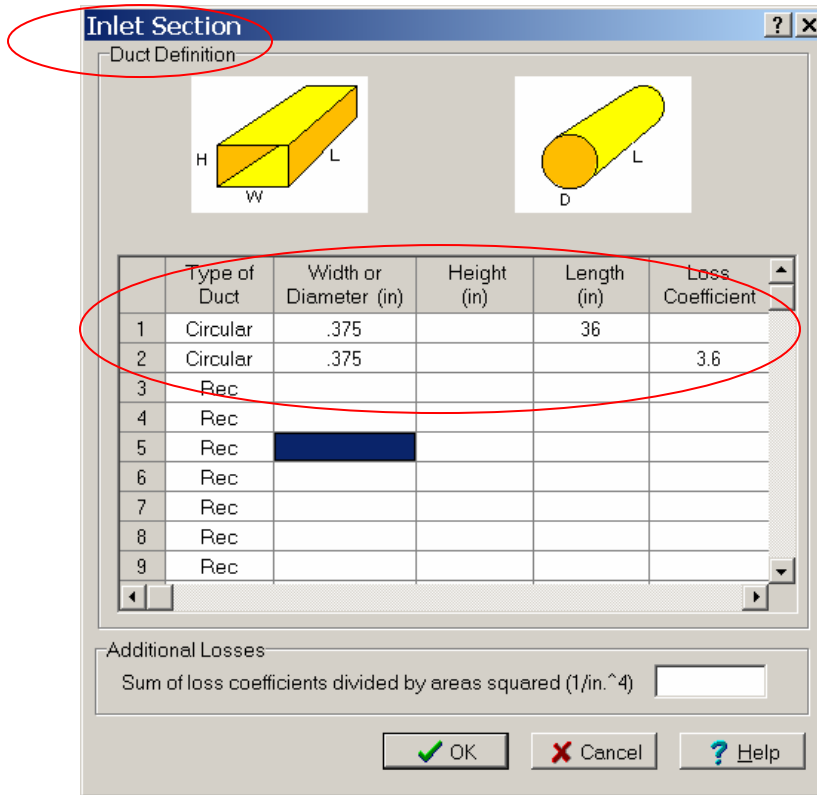 Inlet Section
?
Duct Definition
H
W
L
D
L
Type of Duct Width or Diameter (in) Height (in) Length (in) Loss Coefficient
1 Circular .375 36
2 Circular .375 3.6
3 Rec
4 Rec
5 Rec
6 Rec
7 Rec
8 Rec
9 Rec
Additional Losses
Sum of loss coefficients divided by areas squared (1/in.^4)
OK Cancel ? Help